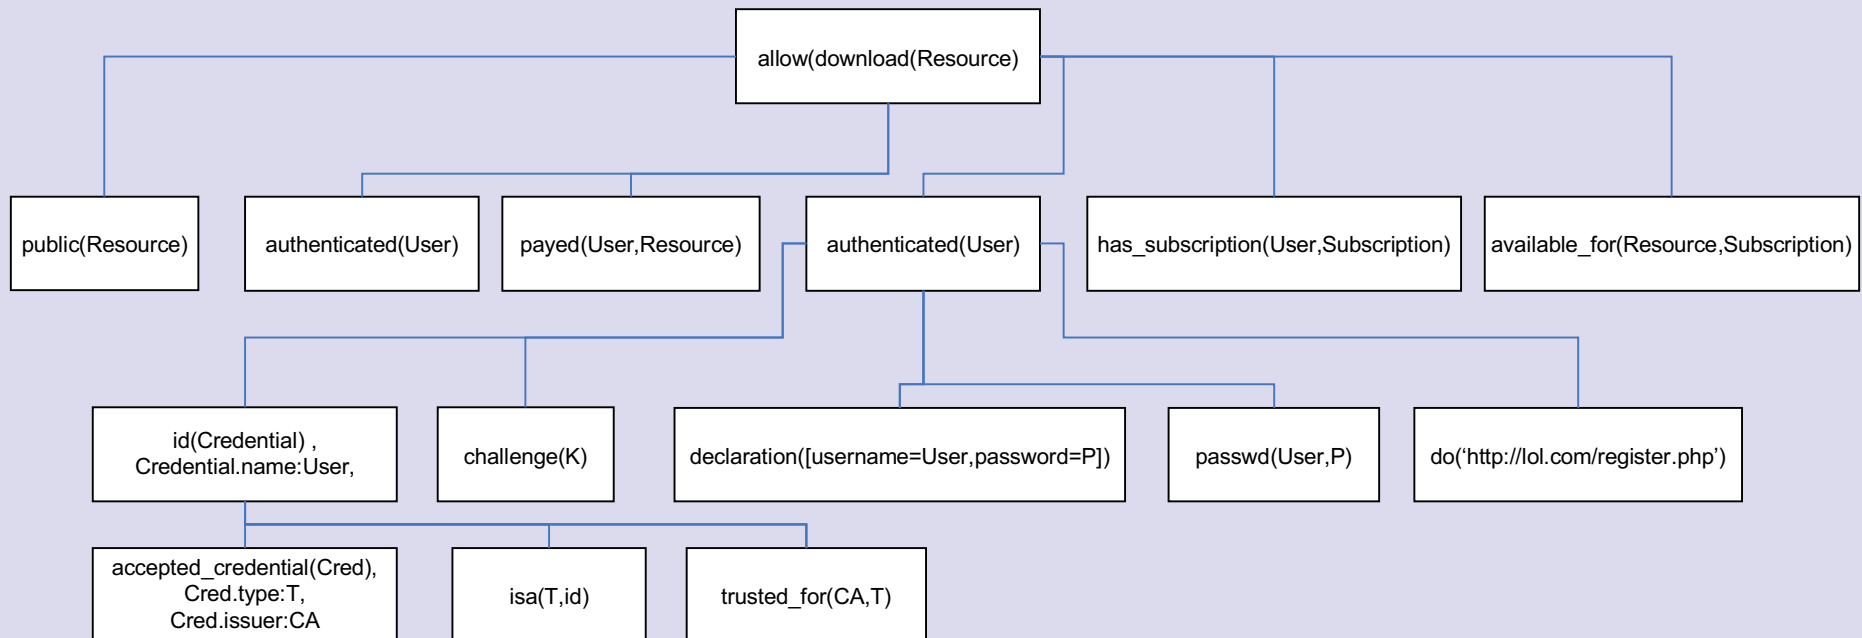 allow(download(Resource)
public(Resource)
authenticated(User)
payed(User,Resource)
authenticated(User)
has_subscription(User,Subscription)
available_for(Resource,Subscription)
id(Credential) ,
Credential.name:User,
challenge(K)
declaration([username=User,password=P])
passwd(User,P)
do(‘http://lol.com/register.php’)
accepted_credential(Cred),
Cred.type:T,
Cred.issuer:CA
isa(T,id)
trusted_for(CA,T)